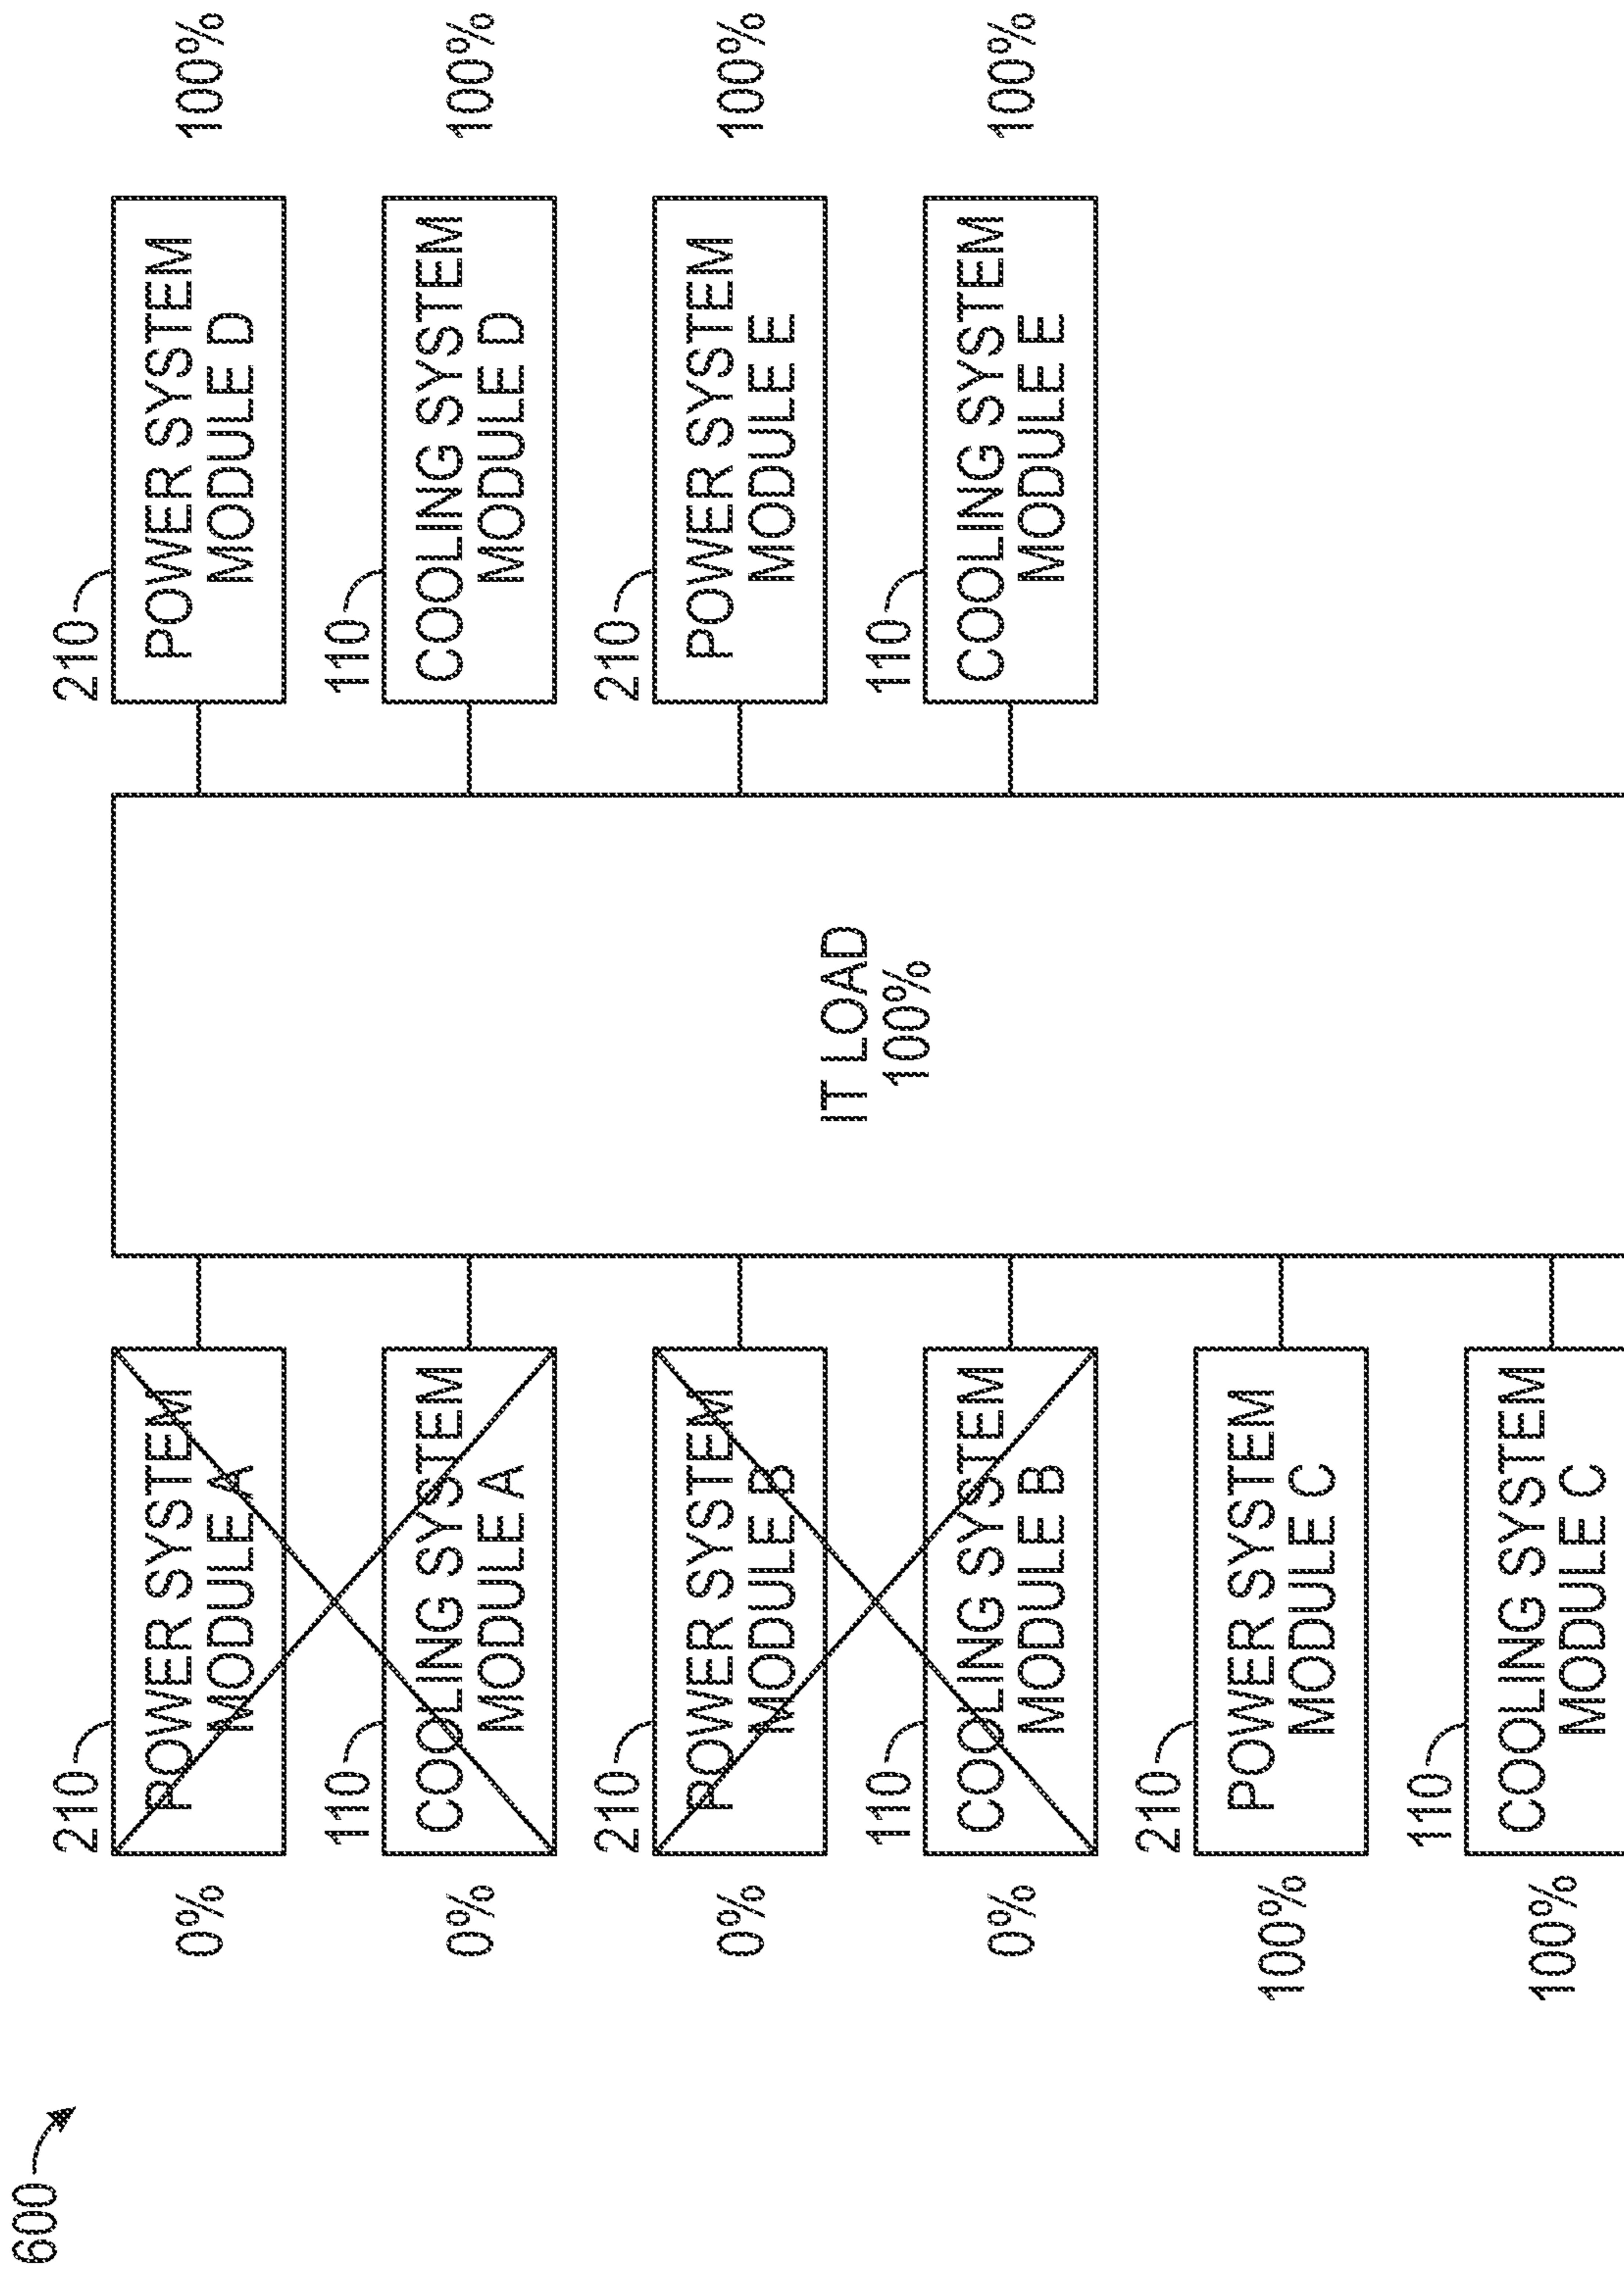 600
210
POWER SYSTEM
MODULE A
0%
110
COOLING SYSTEM
MODULE A
0%
210
POWER SYSTEM
MODULE B
0%
110
COOLING SYSTEM
MODULE B
0%
210
POWER SYSTEM
MODULE C
100%
110
COOLING SYSTEM
MODULE C
100%
IT LOAD
100%
210
POWER SYSTEM
MODULE D
100%
110
COOLING SYSTEM
MODULE D
100%
210
POWER SYSTEM
MODULE E
100%
110
COOLING SYSTEM
MODULE E
100%